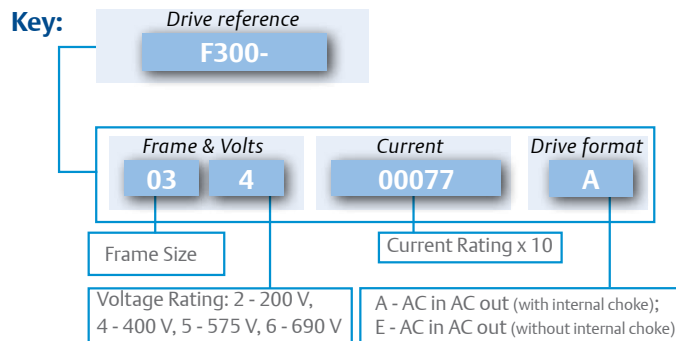 Key:
Drive reference
F300-
Frame & Volts
Current
Drive format
03
4
00077
A
Frame Size
Current Rating x 10
Voltage Rating: 2 - 200 V,
4 - 400 V, 5 - 575 V, 6 - 690 V
A - AC in AC out (with internal choke);
E - AC in AC out (without internal choke)